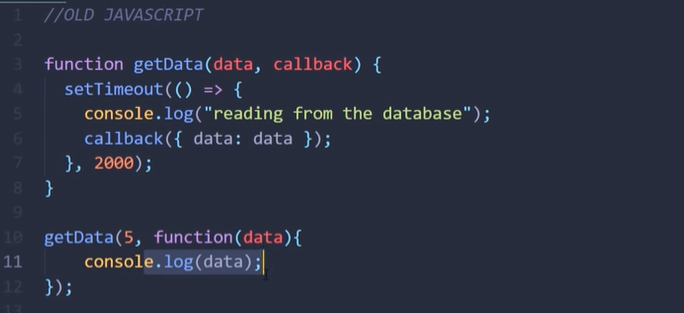 1 //OLD JAVASCRIPT
2
3 function getData(data, callback) {
4 setTimeout(() => {
5 console.log("reading from the database");
6 callback({ data: data });
7 }, 2000);
8 }
9
10 getData(5, function(data){
11 console.log(data);
12 });
13